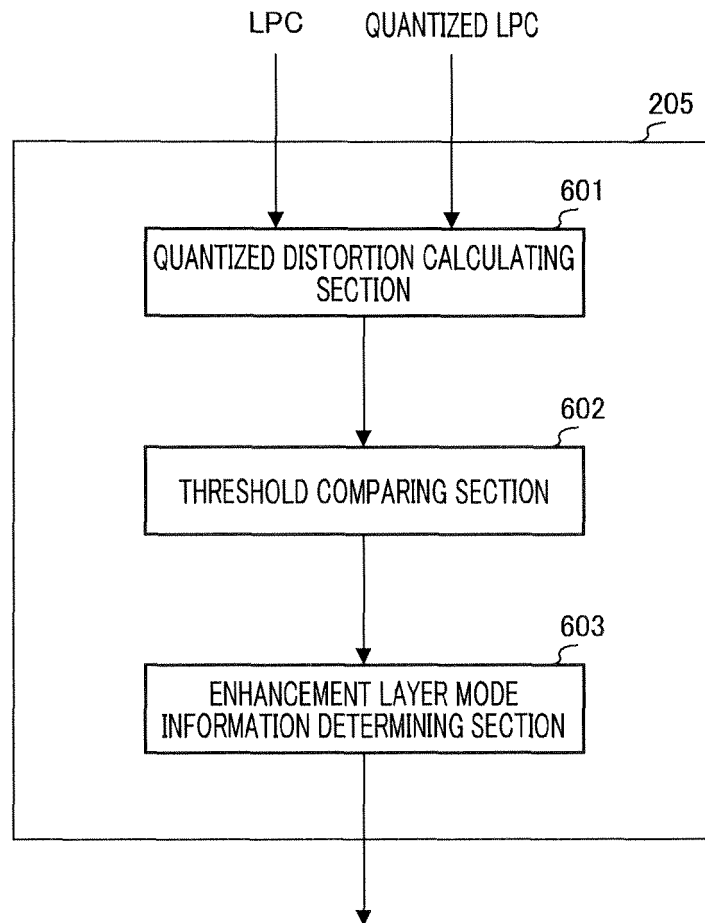 LPC
QUANTIZED LPC
205
601
QUANTIZED DISTORTION CALCULATING
SECTION
602
THRESHOLD COMPARING SECTION
603
ENHANCEMENT LAYER MODE
INFORMATION DETERMINING SECTION